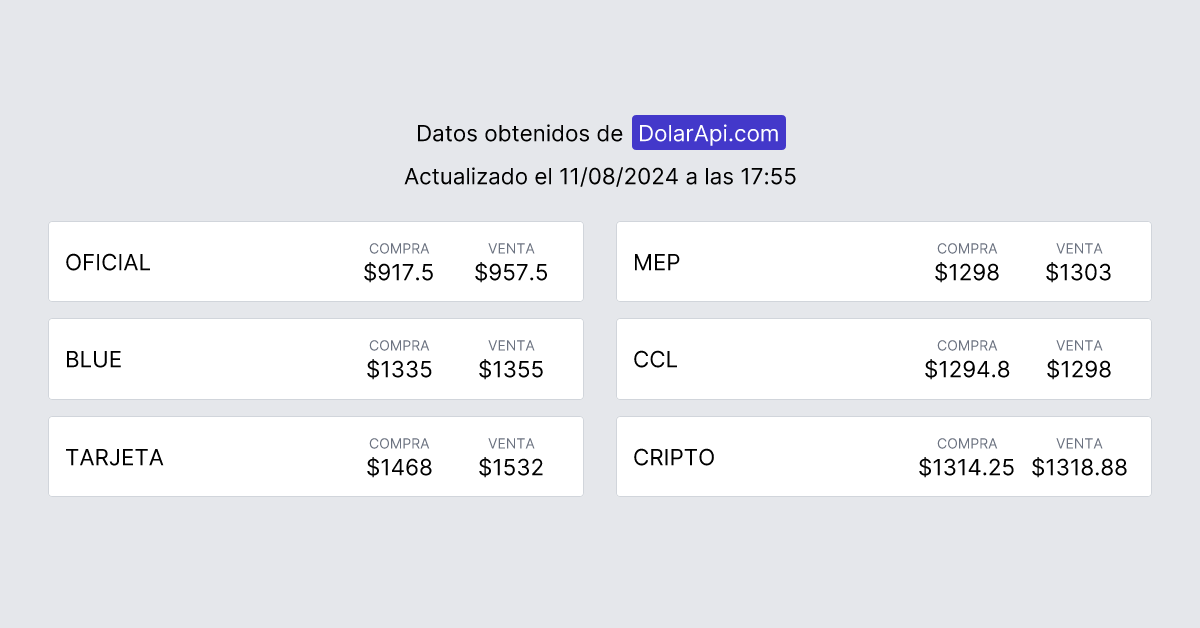 Datos obtenidos de DolarApi.com
Actualizado el 11/08/2024 a las 17:55
OFICIAL
COMPRA VENTA
$917.5 $957.5
MEP
COMPRA VENTA
$1298 $1303
BLUE
COMPRA VENTA
$1335 $1355
CCL
COMPRA VENTA
$1294.8 $1298
TARJETA
COMPRA VENTA
$1468 $1532
CRIPTO
COMPRA VENTA
$1314.25 $1318.88